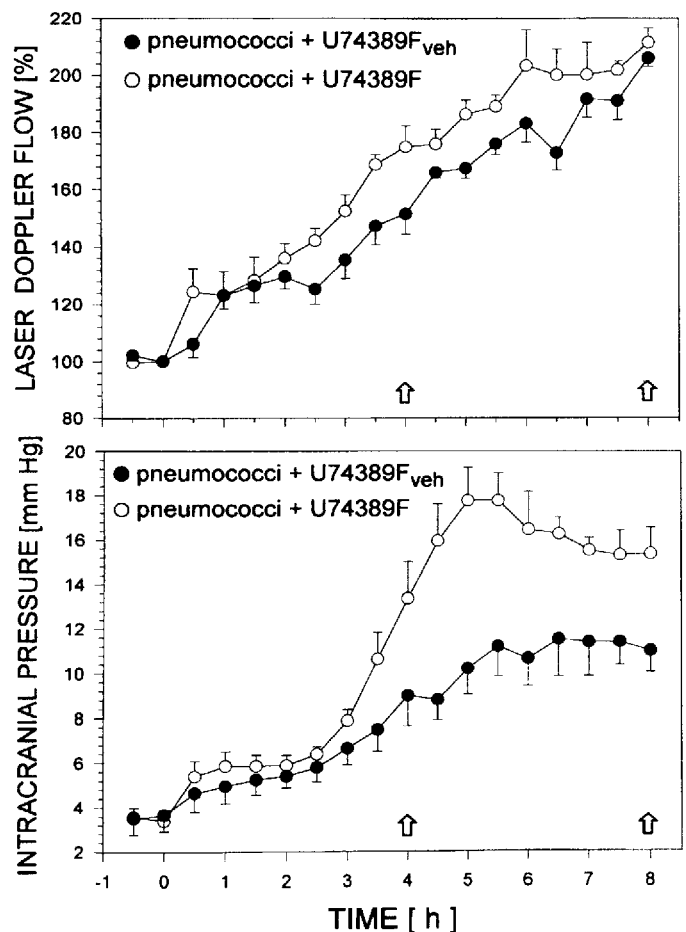 LASER DOPPLER FLOW [%]
220
200
180
160
140
120
100
80
● pneumococci + U74389Fveh
○ pneumococci + U74389F
INTRACRANIAL PRESSURE [mm Hg]
20
18
16
14
12
10
8
6
4
2
● pneumococci + U74389Fveh
○ pneumococci + U74389F
-1 0 1 2 3 4 5 6 7 8
TIME [ h ]